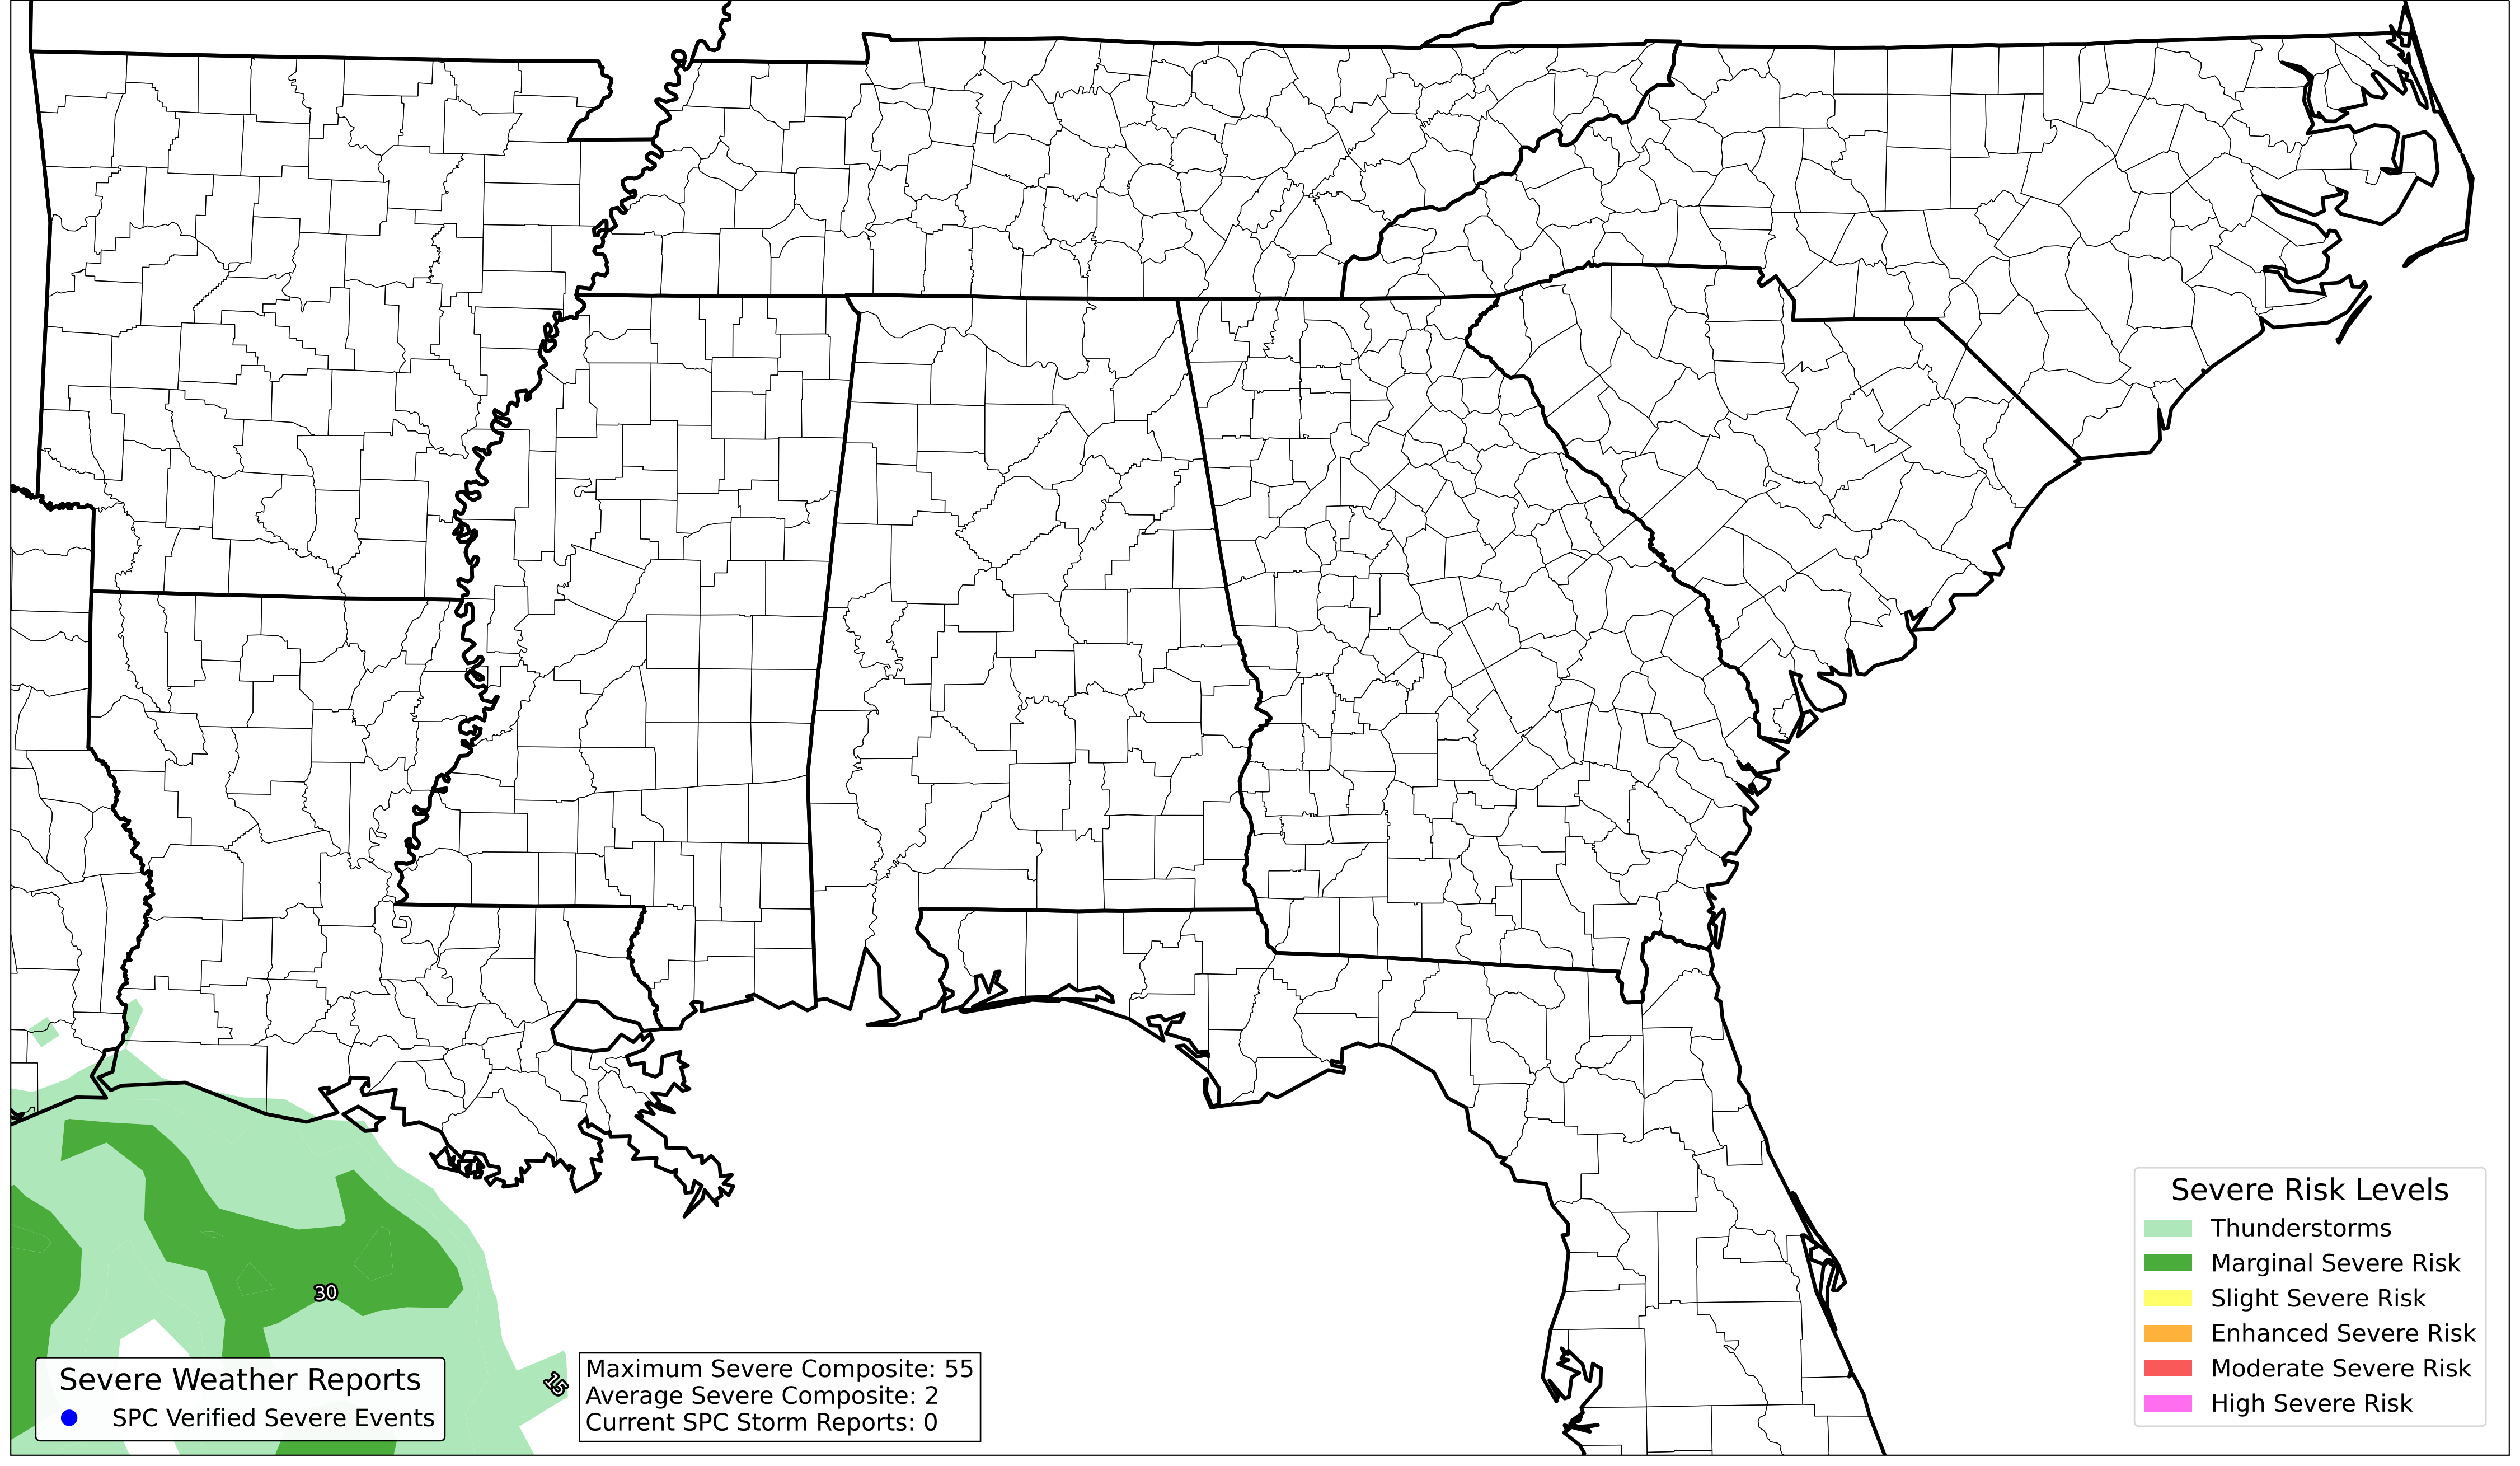 30
15
Severe Weather Reports
SPC Verified Severe Events
Maximum Severe Composite: 55
Average Severe Composite: 2
Current SPC Storm Reports: 0
Severe Risk Levels
Thunderstorms
Marginal Severe Risk
Slight Severe Risk
Enhanced Severe Risk
Moderate Severe Risk
High Severe Risk